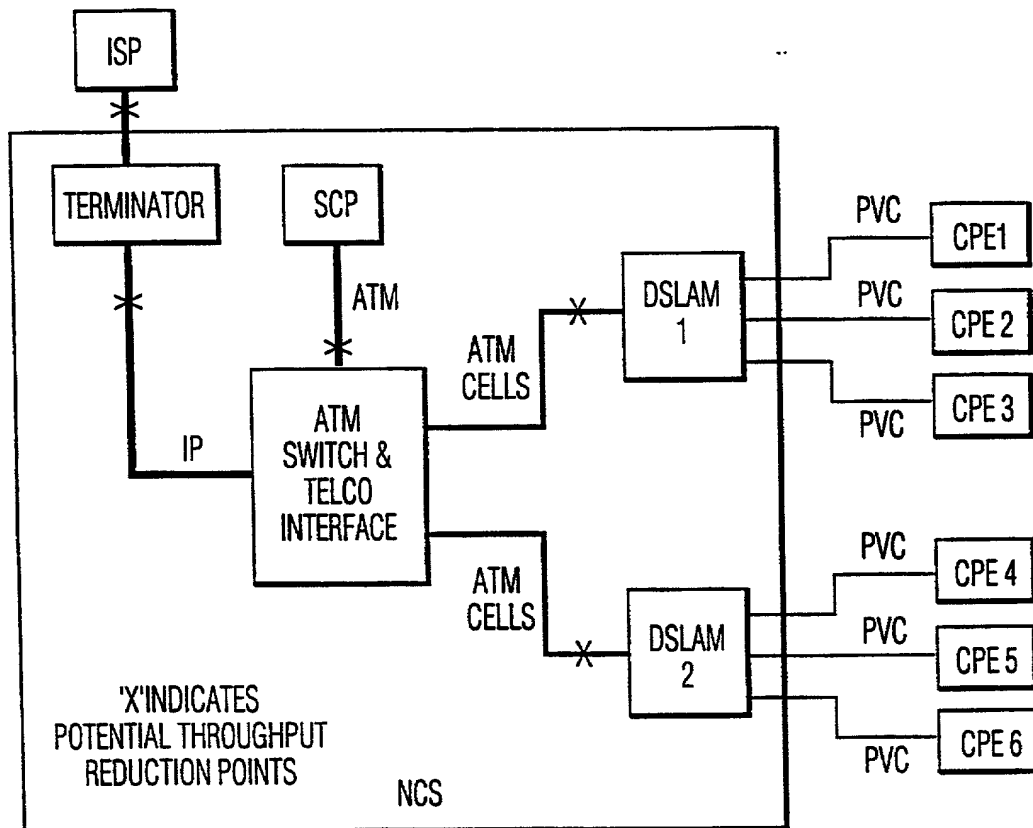 ISP
TERMINATOR
SCP
ATM
IP
ATM
SWITCH &
TELCO
INTERFACE
ATM
CELLS
ATM
CELLS
DSLAM
1
DSLAM
2
PVC
CPE1
PVC
CPE 2
CPE 3
PVC
PVC
CPE 4
PVC
CPE 5
CPE 6
PVC
'X'INDICATES
POTENTIAL THROUGHPUT
REDUCTION POINTS
NCS